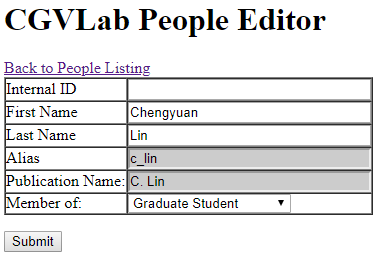 CGVLab People Editor
Back to People Listing
Internal ID
First Name Chengyuan
Last Name Lin
Alias c_lin
Publication Name: C. Lin
Member of: Graduate Student
Submit